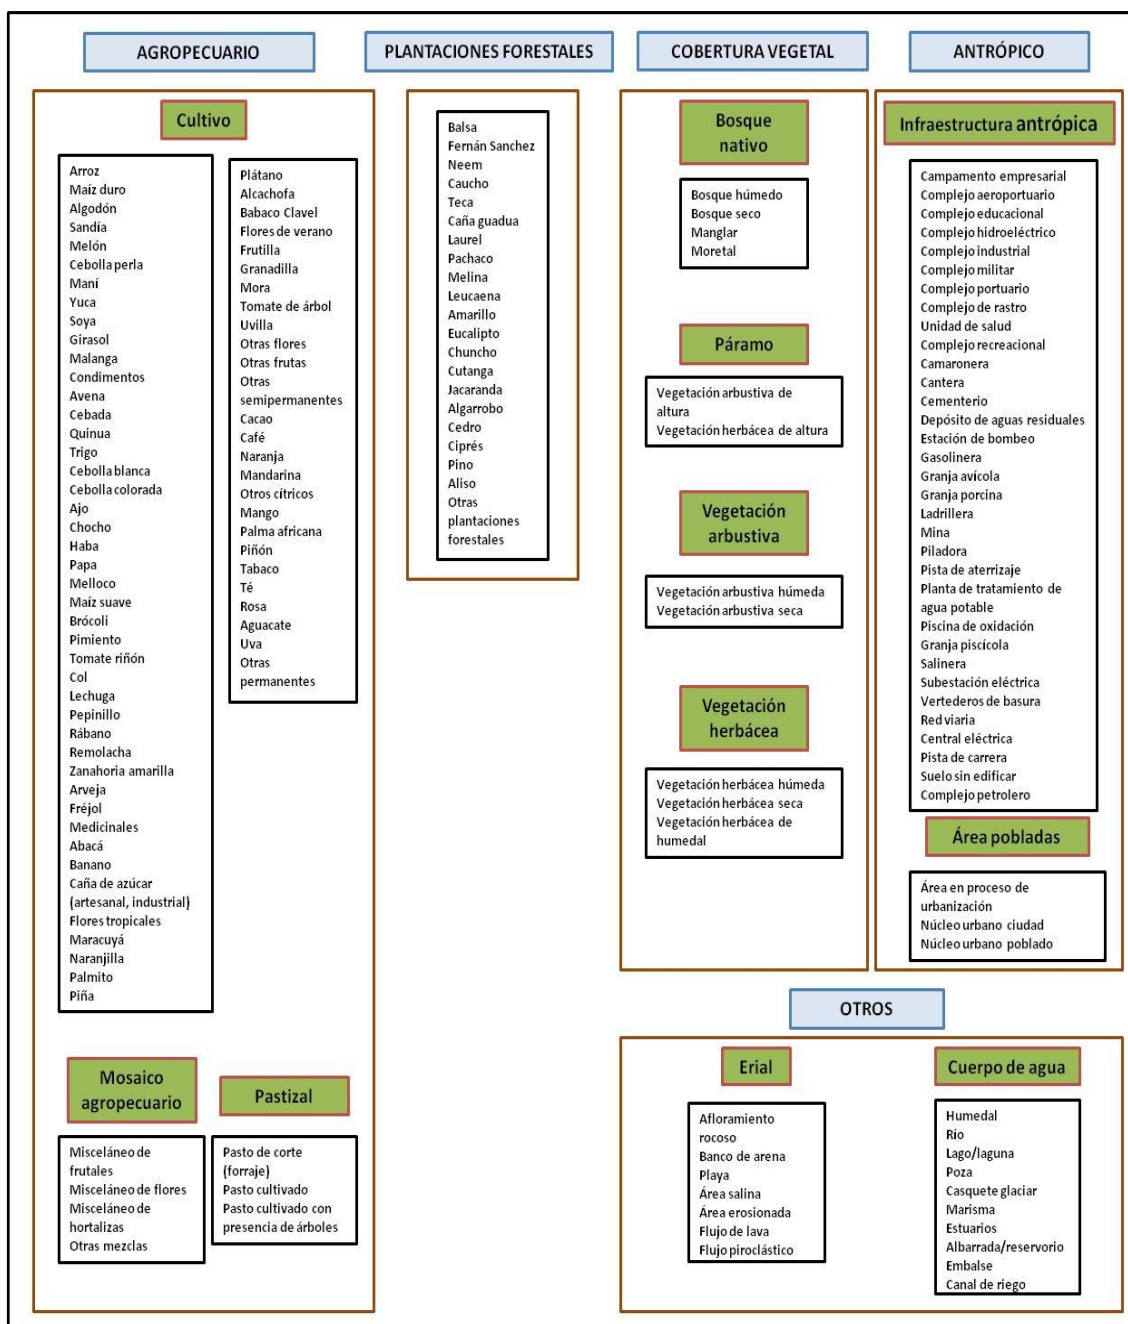 AGROPECUARIO
Cultivo
Arroz
Maíz duro
Algodón
Sandía
Melón
Cebolla perla
Maní
Yuca
Soya
Girasol
Malanga
Condimentos
Avena
Cebada
Quinua
Trigo
Cebolla blanca
Cebolla colorada
Ajo
Chocho
Haba
Papa
Melloco
Maíz suave
Brócoli
Pimiento
Tomate riñón
Col
Lechuga
Pepinillo
Rábano
Remolacha
Zanahoria amarilla
Arveja
Fréjol
Medicinales
Abacá
Banano
Caña de azúcar
(artesanal, industrial)
Flores tropicales
Maracuyá
Naranjilla
Palmito
Piña
Plátano
Alcachofa
Babaco Clavel
Flores de verano
Frutilla
Granadilla
Mora
Tomate de árbol
Uvilla
Otras flores
Otras frutas
Otras
semipermanentes
Cacao
Café
Naranja
Mandarina
Otros cítricos
Mango
Palma africana
Piñón
Tabaco
Té
Rosa
Aguacate
Uva
Otras
permanentes
Mosaico
agropecuario
Misceláneo de
frutales
Misceláneo de flores
Misceláneo de
hortalizas
Otras mezclas
Pastizal
Pasto de corte
(forraje)
Pasto cultivado
Pasto cultivado con
presencia de árboles
PLANTACIONES FORESTALES
Balsa
Fernán Sanchez
Neem
Caucho
Teca
Caña guadua
Laurel
Pachaco
Melina
Leucaena
Amarillo
Eucalipto
Chuncho
Cutanga
Jacaranda
Algarrobo
Cedro
Ciprés
Pino
Aliso
Otras
plantaciones
forestales
COBERTURA VEGETAL
Bosque
nativo
Bosque húmedo
Bosque seco
Manglar
Moretal
Páramo
Vegetación arbustiva de
altura
Vegetación herbácea de altura
Vegetación
arbustiva
Vegetación arbustiva húmeda
Vegetación arbustiva seca
Vegetación
herbácea
Vegetación herbácea húmeda
Vegetación herbácea seca
Vegetación herbácea de
humedal
ANTRÓPICO
Infraestructura antrópica
Campamento empresarial
Complejo aeroportuario
Complejo educacional
Complejo hidroeléctrico
Complejo industrial
Complejo militar
Complejo portuario
Complejo de rastro
Unidad de salud
Complejo recreacional
Camaronera
Cantera
Cementerio
Depósito de aguas residuales
Estación de bombeo
Gasolinera
Granja avícola
Granja porcina
Ladrillera
Mina
Piladora
Pista de aterrizaje
Planta de tratamiento de
agua potable
Piscina de oxidación
Granja piscícola
Salinera
Subestación eléctrica
Vertederos de basura
Red viaria
Central eléctrica
Pista de carrera
Suelo sin edificar
Complejo petrolero
Área pobladas
Área en proceso de
urbanización
Núcleo urbano ciudad
Núcleo urbano poblado
OTROS
Erial
Afloramiento
rocoso
Banco de arena
Playa
Área salina
Área erosionada
Flujo de lava
Flujo piroclástico
Cuerpo de agua
Humedal
Río
Lago/laguna
Poza
Casquete glaciar
Marisma
Estuarios
Albarrada/reservorio
Embalse
Canal de riego